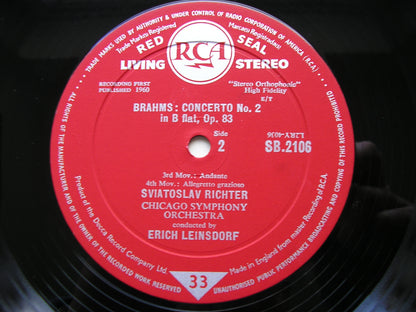 TRADE MARKS USED BY AUTHORITY & UNDER CONTROL OF RADIO CORPORATION OF AMERICA (R.C.A.)
RCA
RED SEAL
Trade Marks Registered
Marcas Registradas
LIVING STEREO
RECORDING FIRST
PUBLISHED 1960
"Stereo Orthophonic"
High Fidelity
E/T
BRAHMS: CONCERTO No. 2
in B flat, Op. 83
Side
2
L2RY-4036
SB.2106
3rd Mov.: Andante
4th Mov.: Allegretto grazioso
SVIATOSLAV RICHTER
CHICAGO SYMPHONY
ORCHESTRA
conducted by
ERICH LEINSDORF
Product of the Decca Record Company Ltd.
Made in England from master recording of R.C.A.
33
ALL RIGHTS OF THE MANUFACTURER AND OF THE OWNER OF THE RECORDED WORK RESERVED
UNAUTHORISED PUBLIC PERFORMANCE BROADCASTING AND COPYING OF THIS RECORD PROHIBITED